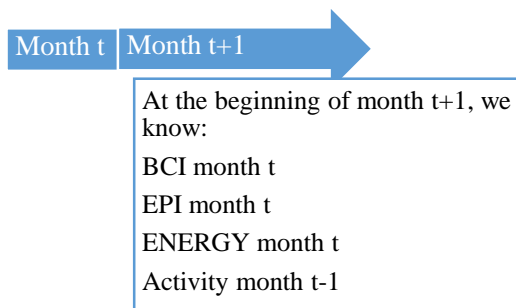 Month t
Month t+1
At the beginning of month t+1, we
know:
BCI month t
EPI month t
ENERGY month t
Activity month t-1